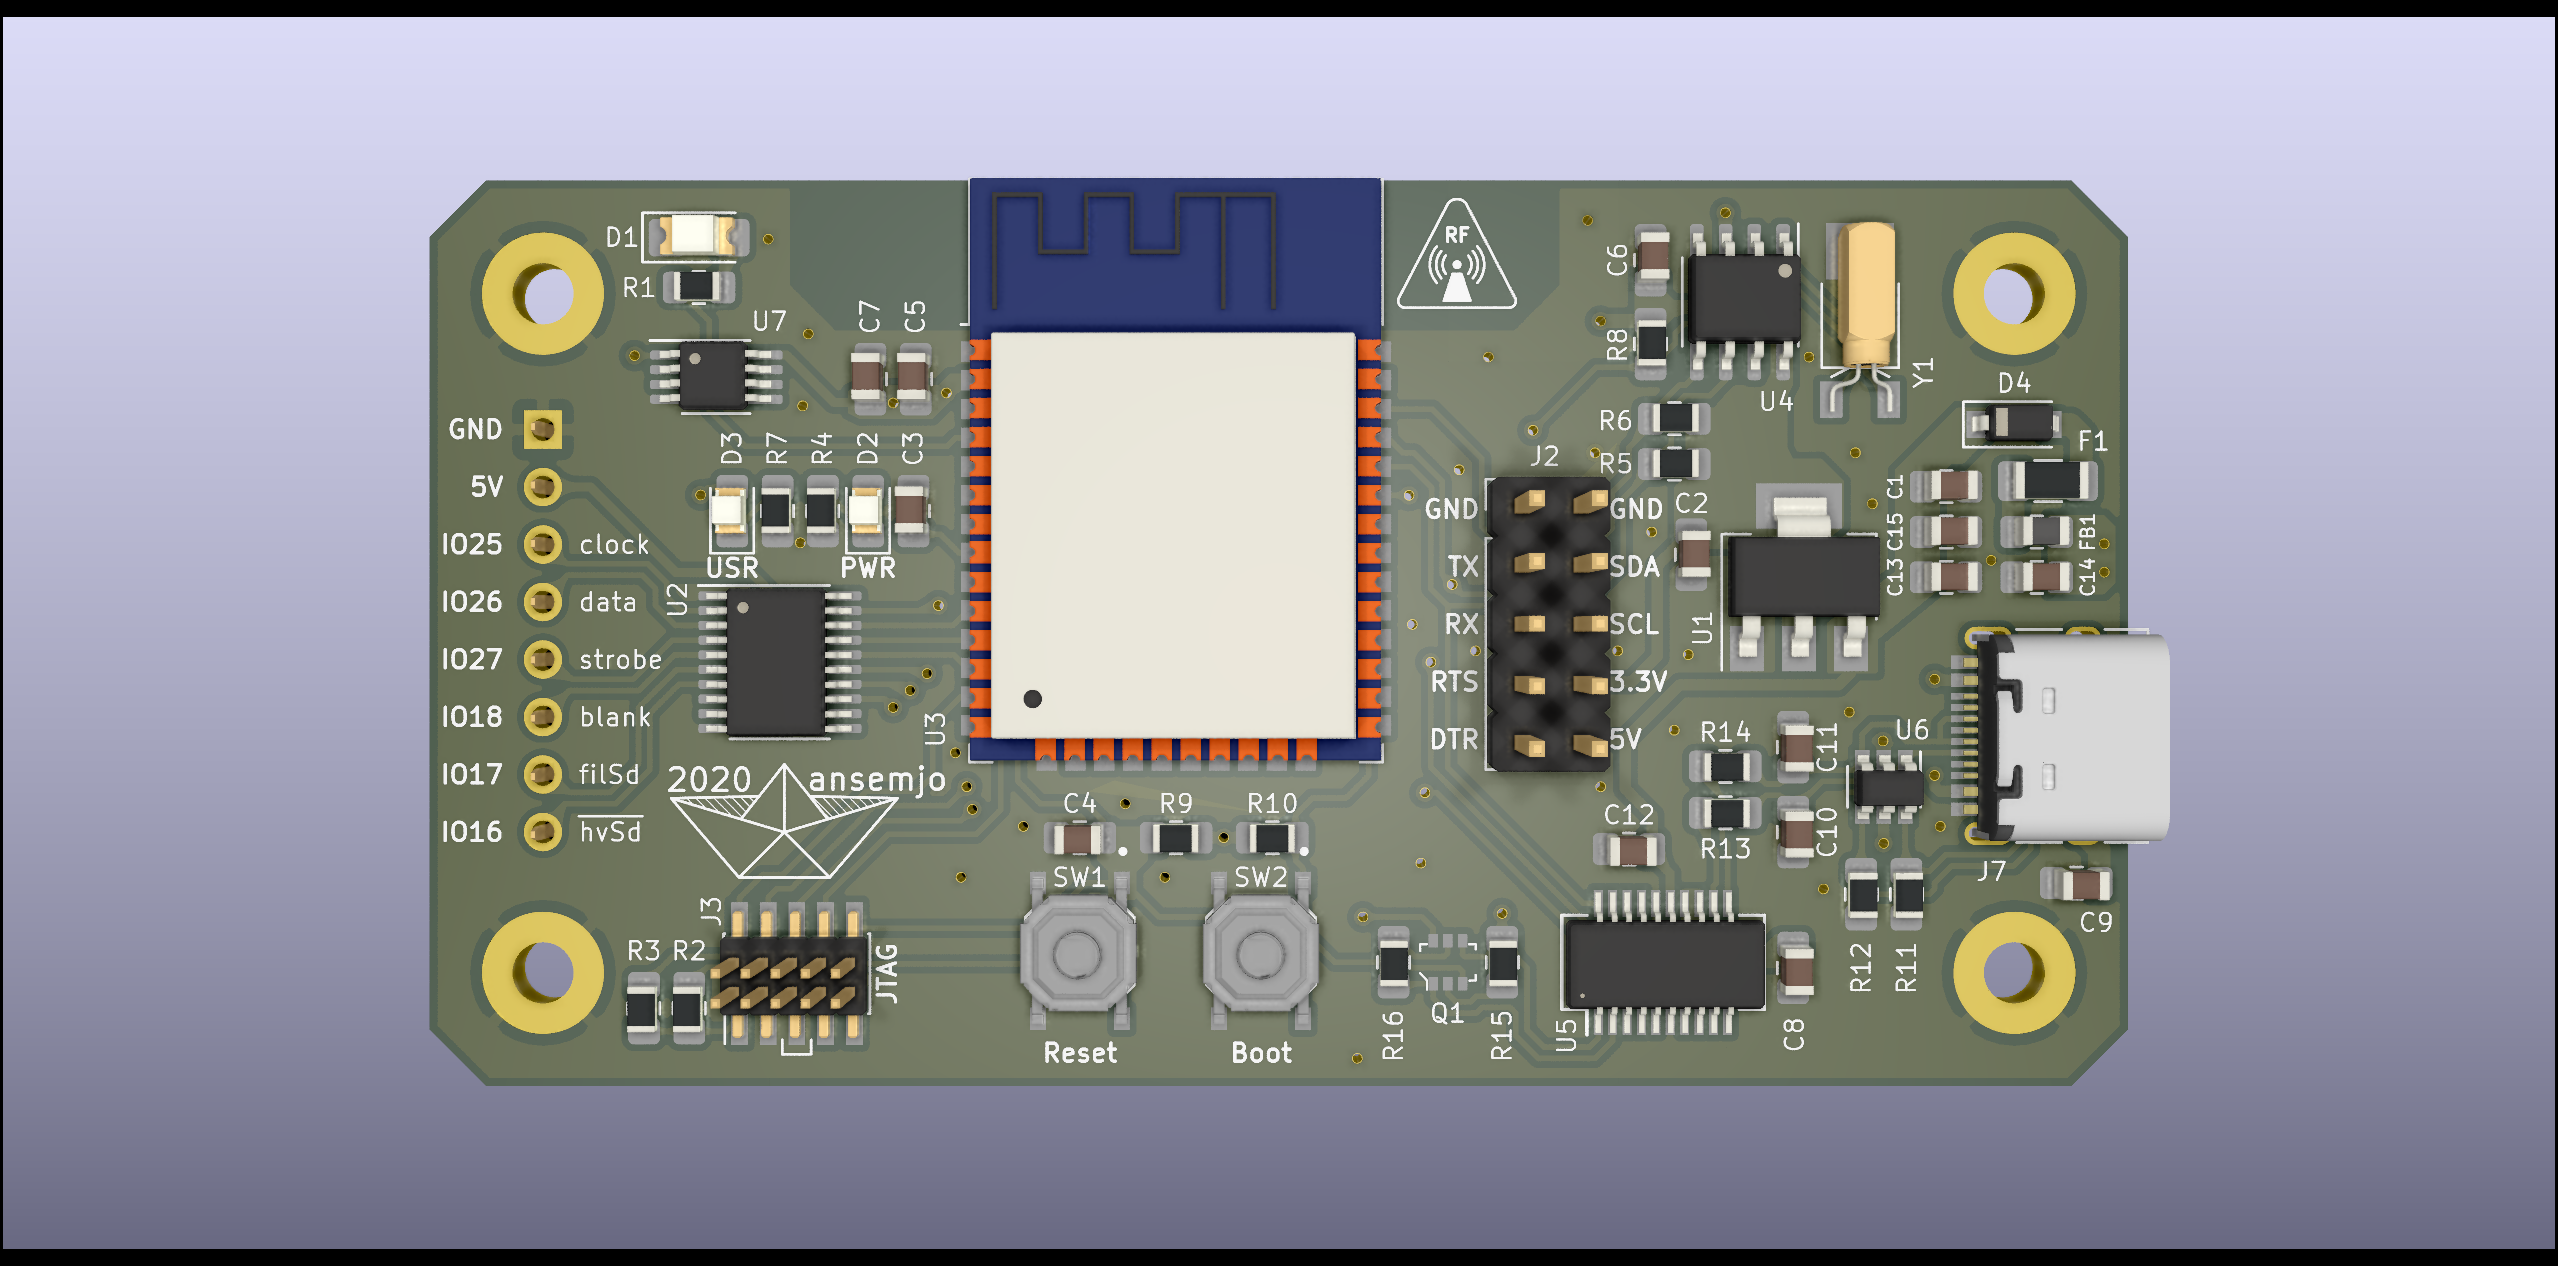 D1
R1
U7
C7
C5
RF
C6
R8
U4
Y1
D4
F1
GND
5V
IO25 clock
IO26 data
IO27 strobe
IO18 blank
IO17 filSd
IO16 hvSd
D3
R7
R4
D2
C3
USR
PWR
U2
U3
2020 ansemjo
J3
R3
R2
JTAG
C4
R9
R10
SW1
SW2
Reset
Boot
R6
R5
J2
GND GND
TX SDA
RX SCL
RTS 3.3V
DTR 5V
C2
U1
C1
C15
C13
FB1
C14
R14
C11
U6
R13
C10
C12
J7
C9
R12
R11
R16
Q1
R15
U5
C8